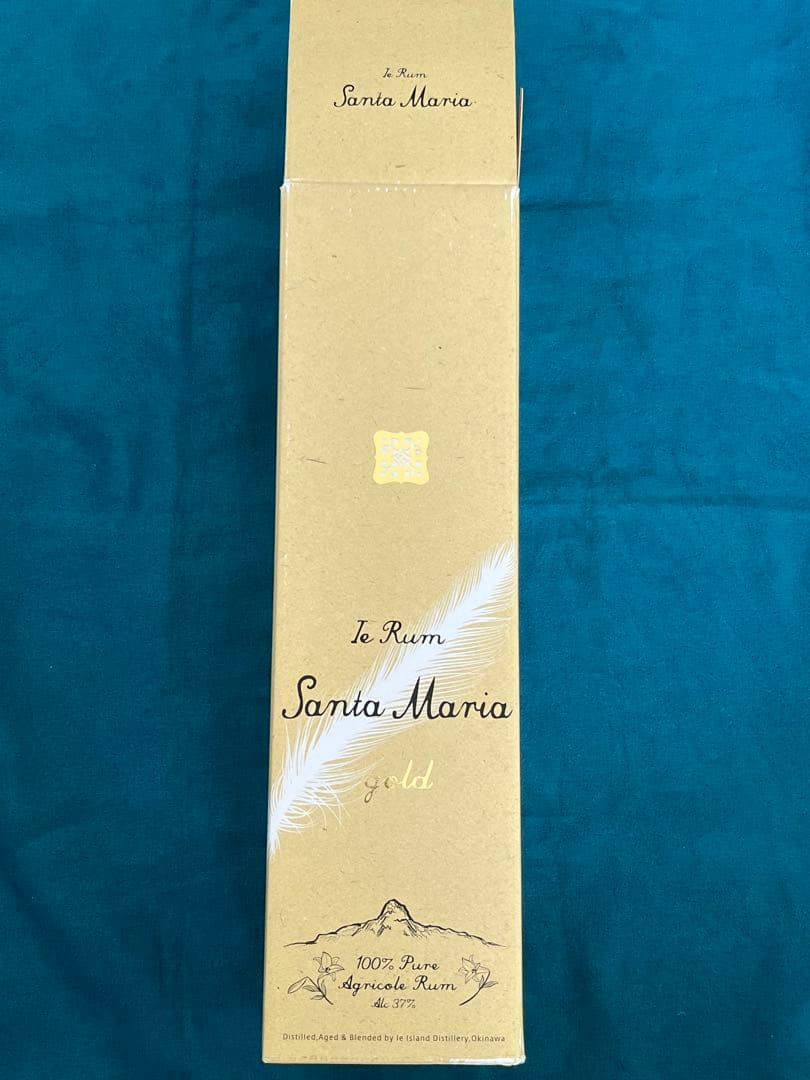 Ie Rum
Santa Maria
Ie Rum
Santa Maria
gold
100% Pure
Agricole Rum
Alc 37%
Distilled,Aged & Blended by Ie Island Distillery,Okinawa